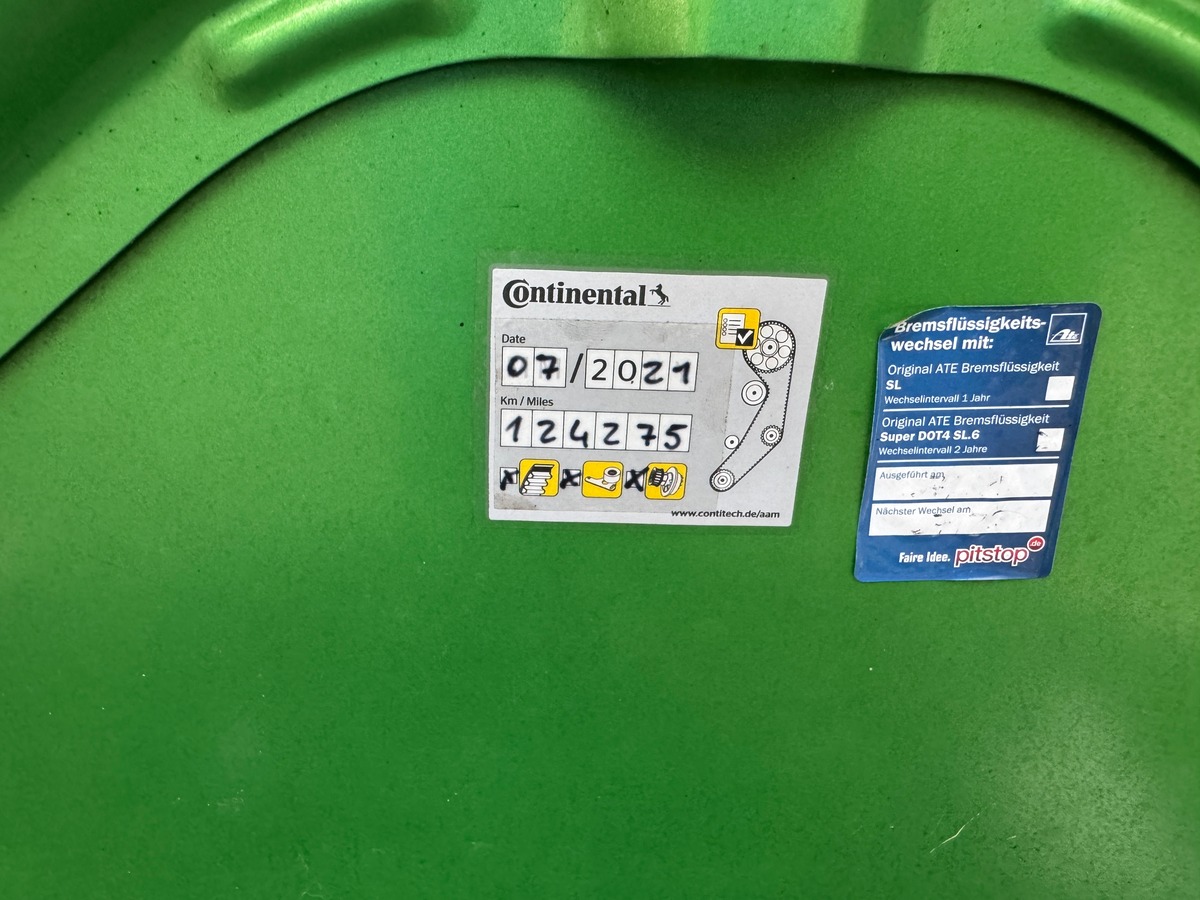 Continental
Date
07/2021
Km / Miles
124275
www.contitech.de/aam
Bremsflüssigkeits-
wechsel mit:
Ate
Original ATE Bremsflüssigkeit
SL
Wechselintervall 1 Jahr
Original ATE Bremsflüssigkeit
Super DOT4 SL.6
Wechselintervall 2 Jahre
Ausgeführt am
Nächster Wechsel am
Faire Idee. pitstop.de